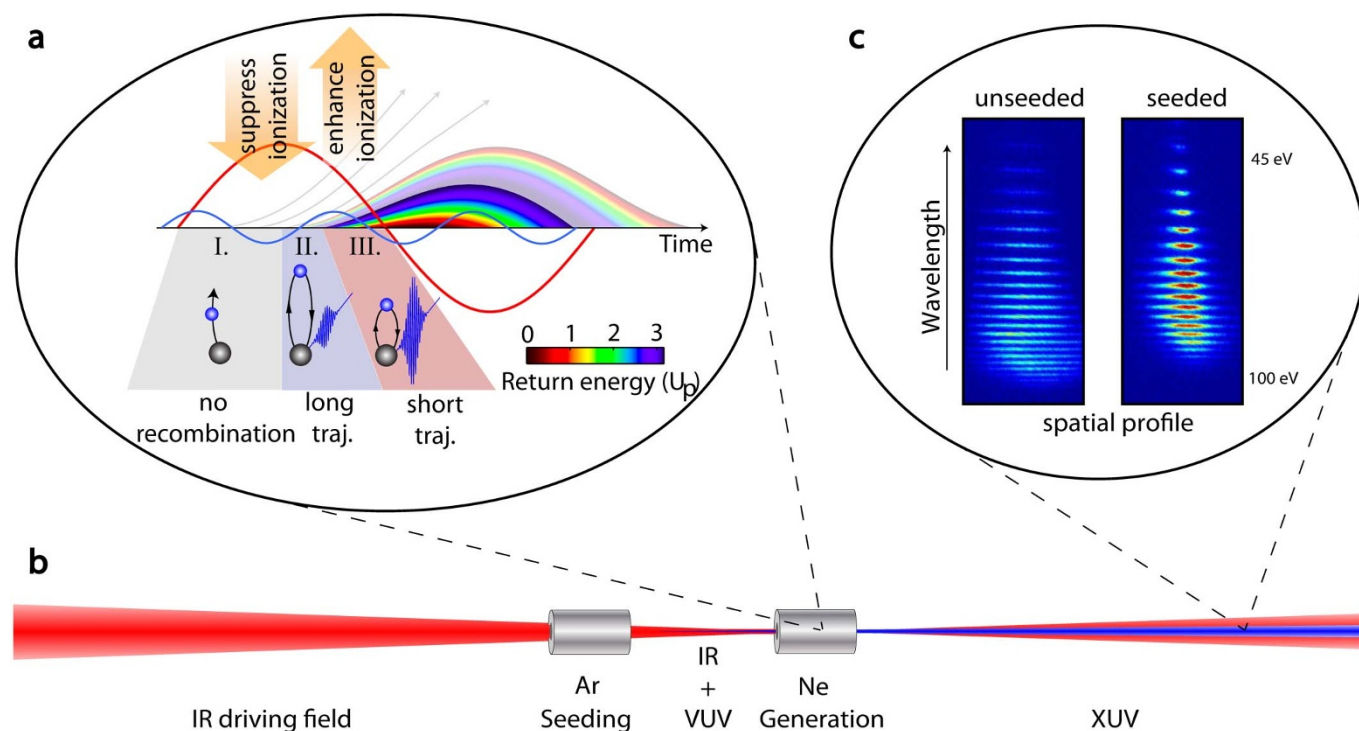 a
suppress
ionization
enhance
ionization
Time
I.
II.
III.
0 1 2 3
Return energy (Up)
no
recombination
long
traj.
short
traj.
c
unseeded
seeded
Wavelength
45 eV
100 eV
spatial profile
b
IR driving field
Ar
Seeding
IR
+
VUV
Ne
Generation
XUV